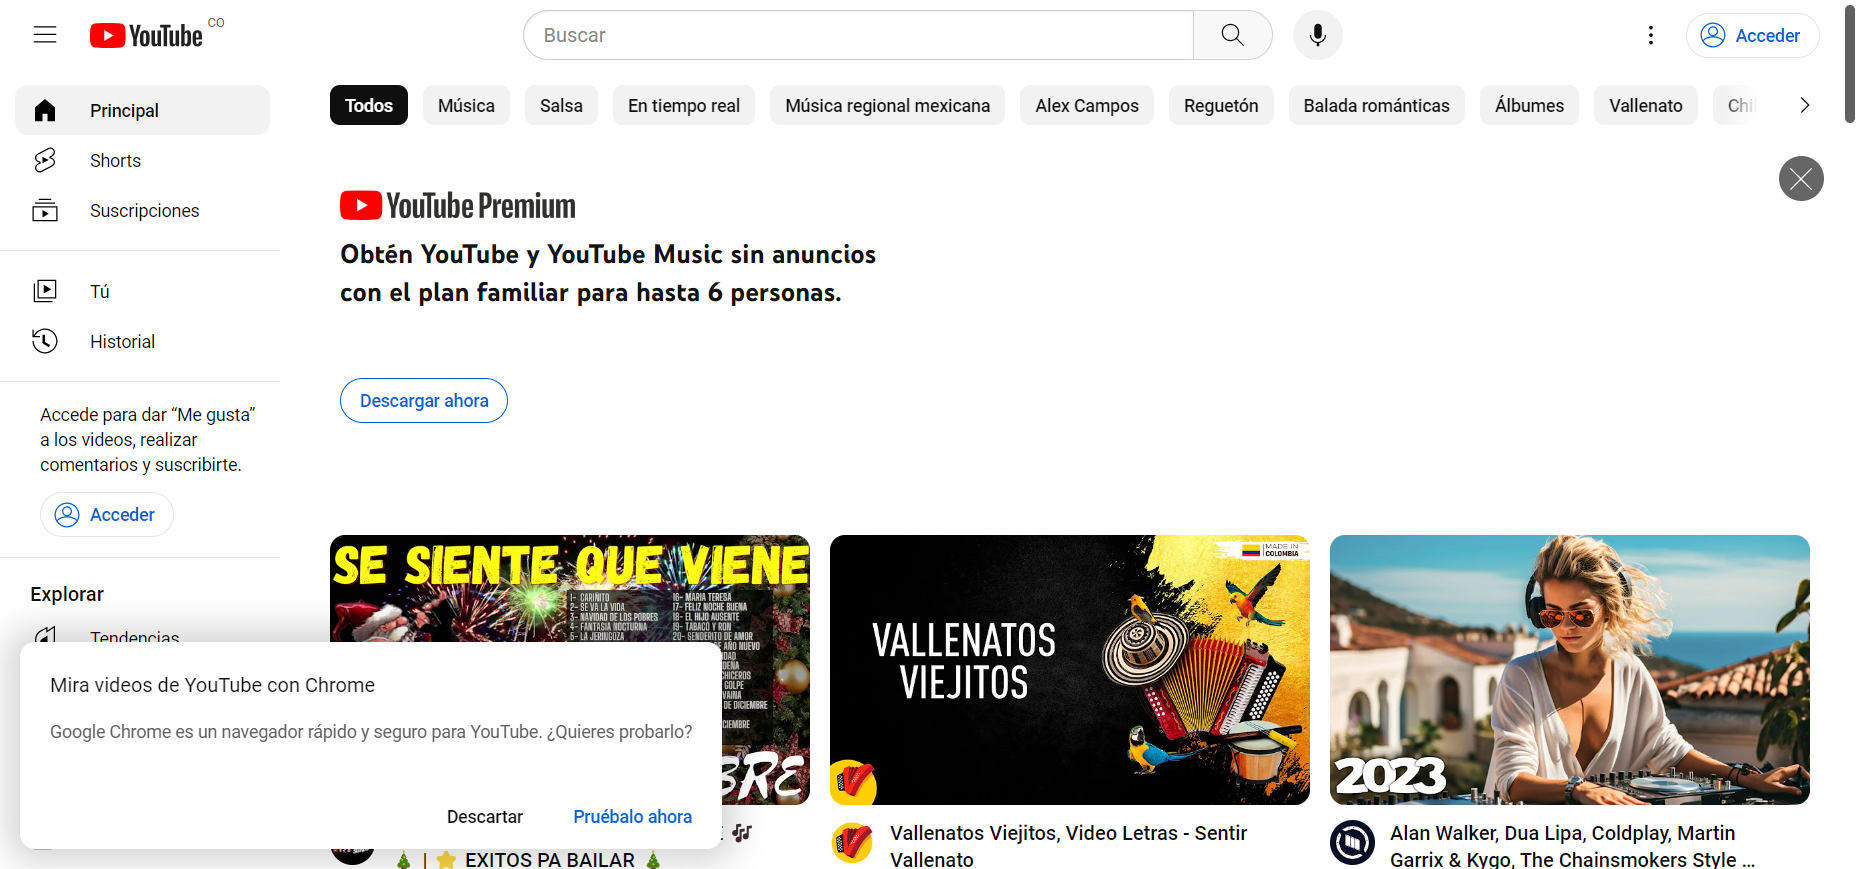 YouTube CO
Buscar
Acceder
Principal
Shorts
Suscripciones
Tú
Historial
Accede para dar “Me gusta”
a los videos, realizar
comentarios y suscribirte.
Acceder
Explorar
Tendencias
Todos
Música
Salsa
En tiempo real
Música regional mexicana
Alex Campos
Reguetón
Balada románticas
Álbumes
Vallenato
YouTube Premium
Obtén YouTube y YouTube Music sin anuncios
con el plan familiar para hasta 6 personas.
Descargar ahora
SE SIENTE QUE VIENE
1- CARIÑITO
2- SE VA LA VIDA
3- NAVIDAD DE LOS POBRES
4- FANTASIA NOCTURNA
5- LA JERINGOZA
16- MARIA TERESA
17- FELIZ NOCHE BUENA
18- EL HIJO AUSENTE
19- TABACO Y RON
20- SENDERITO DE AMOR
DE AÑO NUEVO
GOLPE
DE DICIEMBRE
🎄 | ⭐ EXITOS PA BAILAR 🎄
MADE IN
COLOMBIA
VALLENATOS
VIEJITOS
Vallenatos Viejitos, Video Letras - Sentir
Vallenato
2023
Alan Walker, Dua Lipa, Coldplay, Martin
Garrix & Kygo, The Chainsmokers Style ...
Mira videos de YouTube con Chrome
Google Chrome es un navegador rápido y seguro para YouTube. ¿Quieres probarlo?
Descartar
Pruébalo ahora